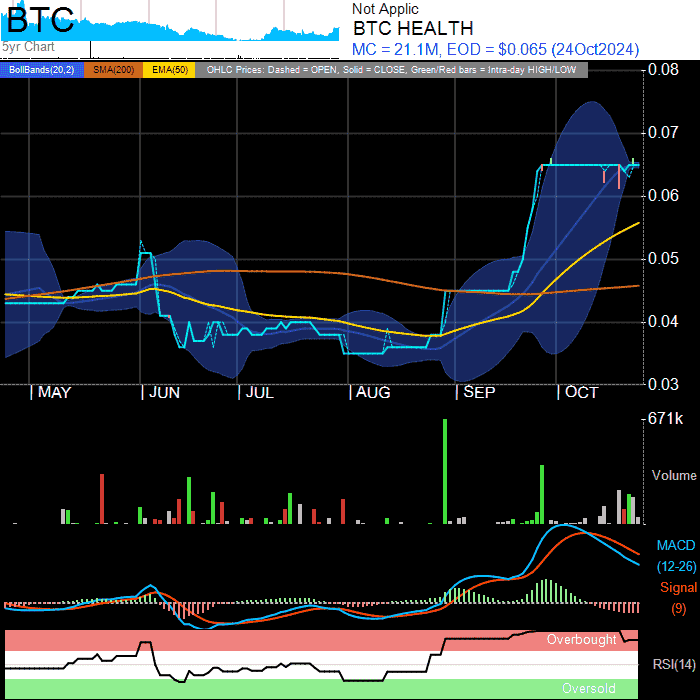 BTC
5yr Chart
Not Applic
BTC HEALTH
MC = 21.1M, EOD = $0.065 (24Oct2024)
BollBands(20,2) SMA(200) EMA(50) OHLC Prices: Dashed = OPEN, Solid = CLOSE, Green/Red bars = Intra-day HIGH/LOW
0.08
0.07
0.06
0.05
0.04
0.03
MAY JUN JUL AUG SEP OCT
671k
Volume
MACD
(12-26)
Signal
(9)
Overbought
RSI(14)
Oversold